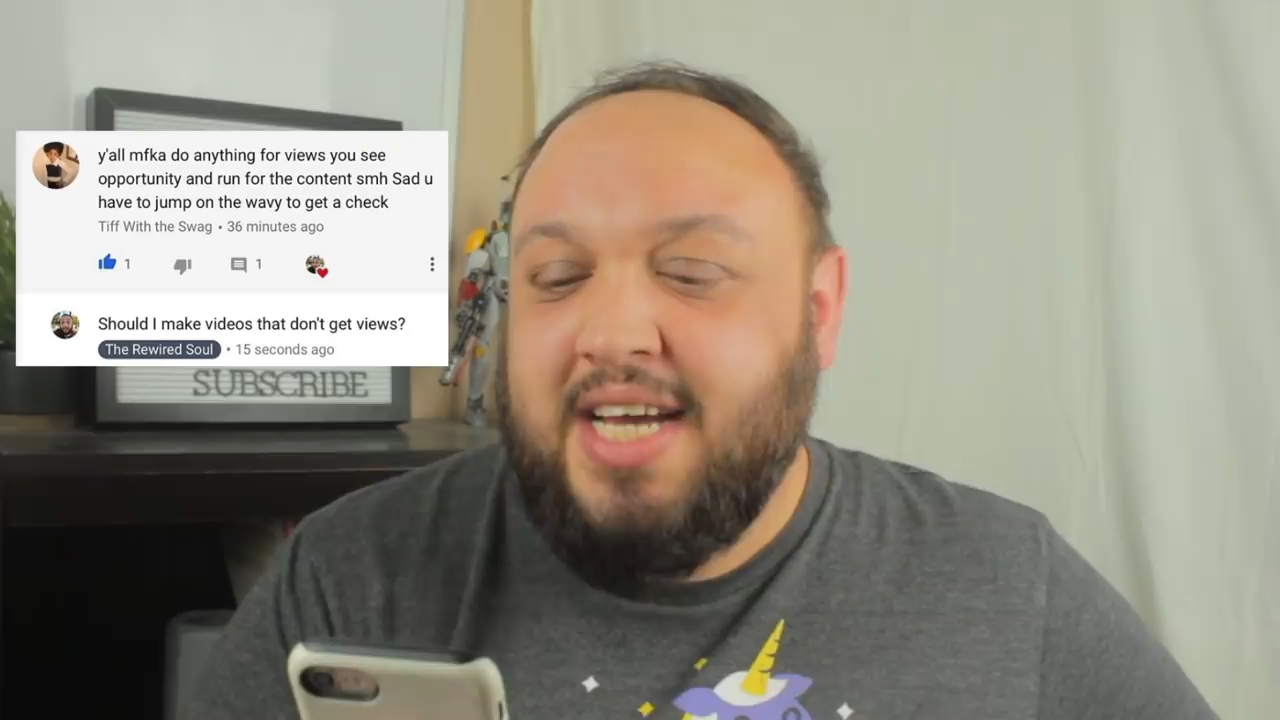 y'all mfka do anything for views you see
opportunity and run for the content smh Sad u
have to jump on the wavy to get a check
Tiff With the Swag • 36 minutes ago
1
1
Should I make videos that don't get views?
The Rewired Soul • 15 seconds ago
SUBSCRIBE